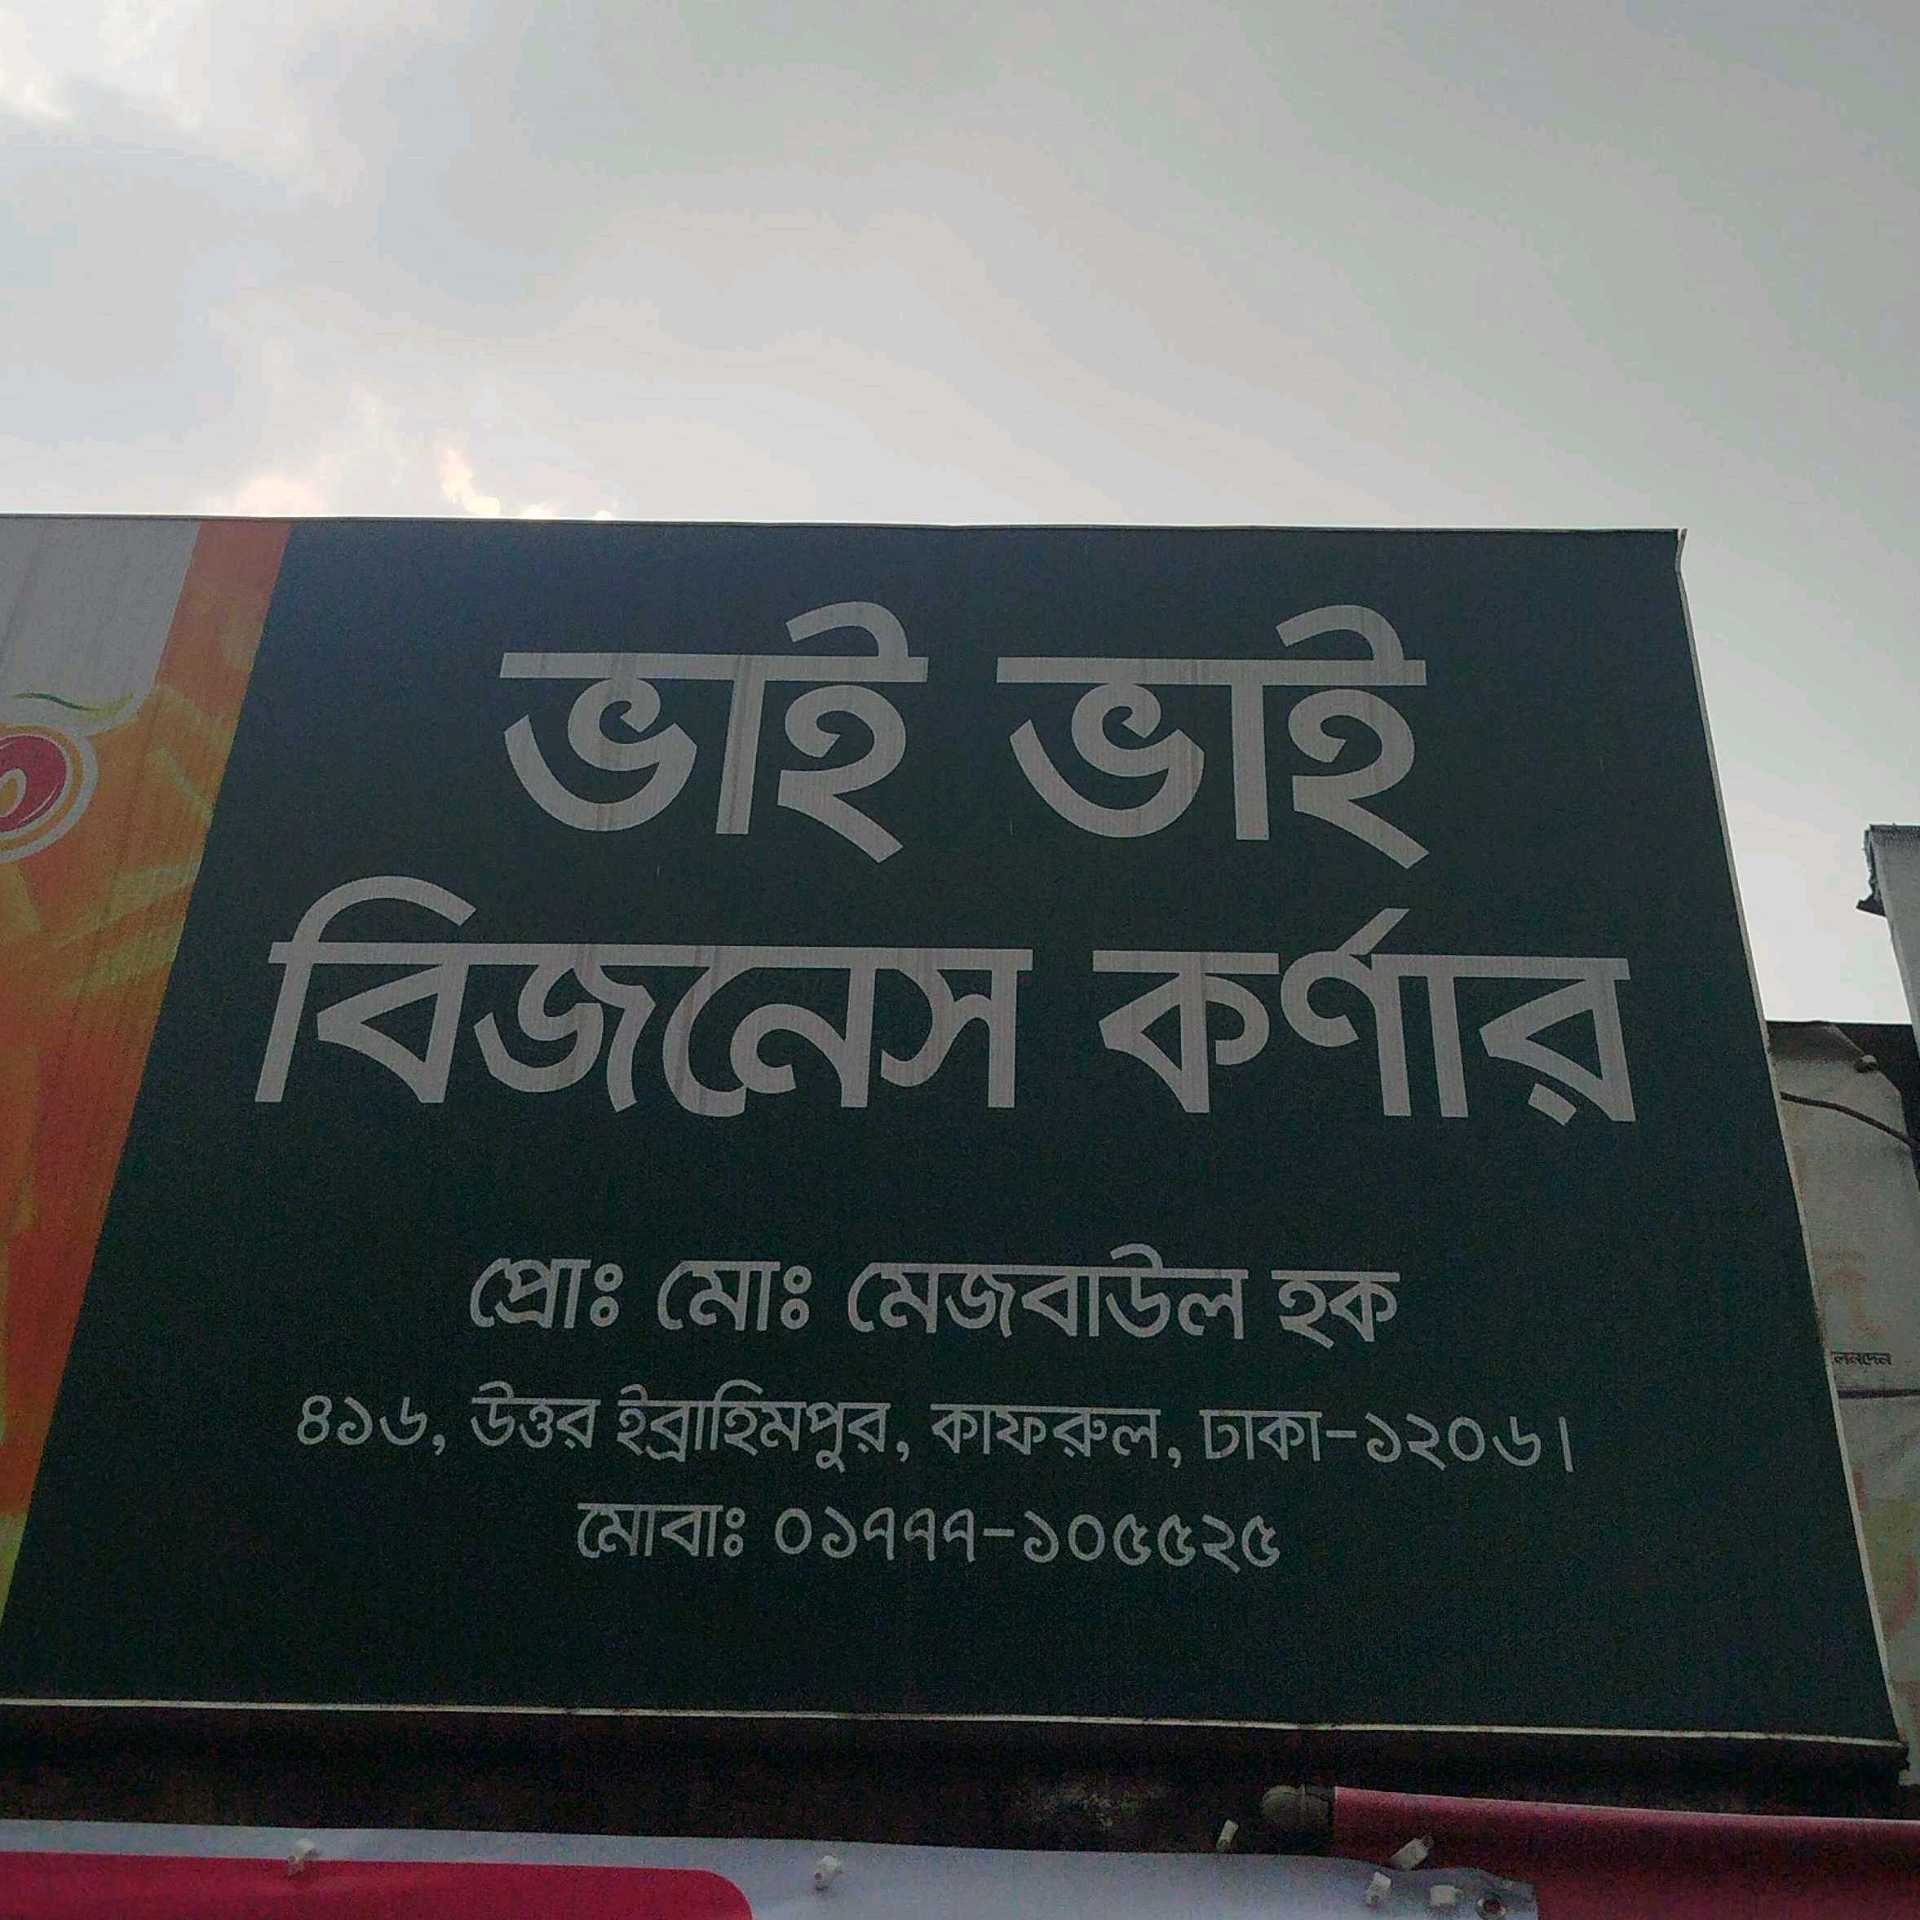 ভাই ভাই
বিজনেস কর্ণার
প্রোঃ মোঃ মেজবাউল হক
৪১৬, উত্তর ইব্রাহিমপুর, কাফরুল, ঢাকা-১২০৬।
মোবাঃ ০১৭৭৭-১০৫৫২৫